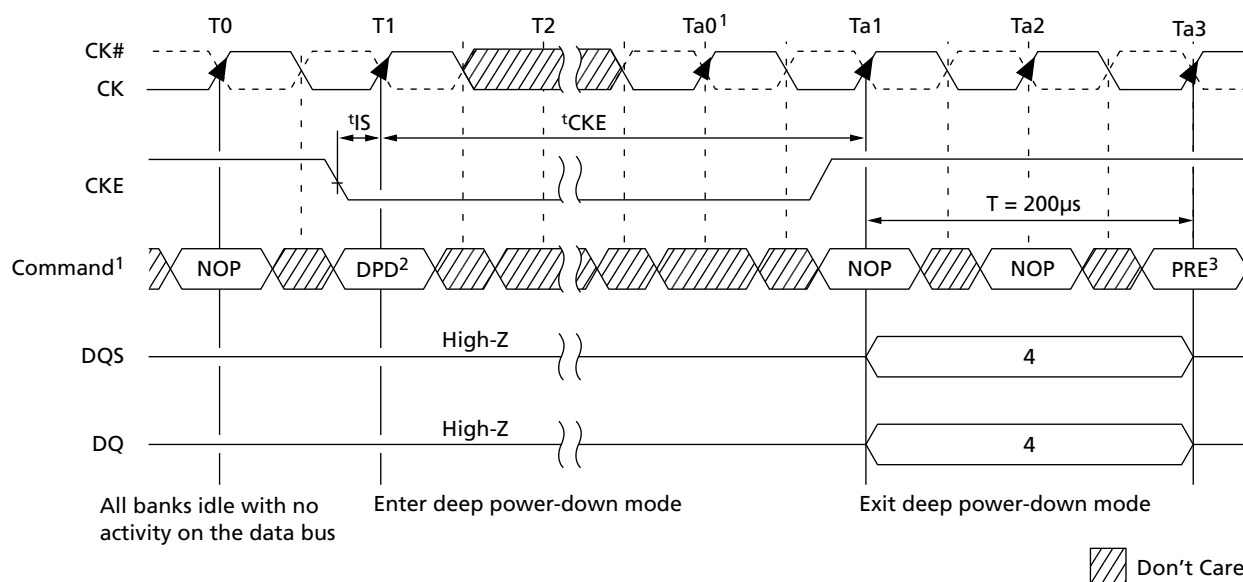 T0 T1 T2 Ta0¹ Ta1 Ta2 Ta3
CK#
CK
tIS
tCKE
CKE
T = 200µs
Command¹ NOP DPD² NOP NOP PRE³
High-Z
DQS 4
High-Z
DQ 4
All banks idle with no
activity on the data bus
Enter deep power-down mode
Exit deep power-down mode
Don't Care